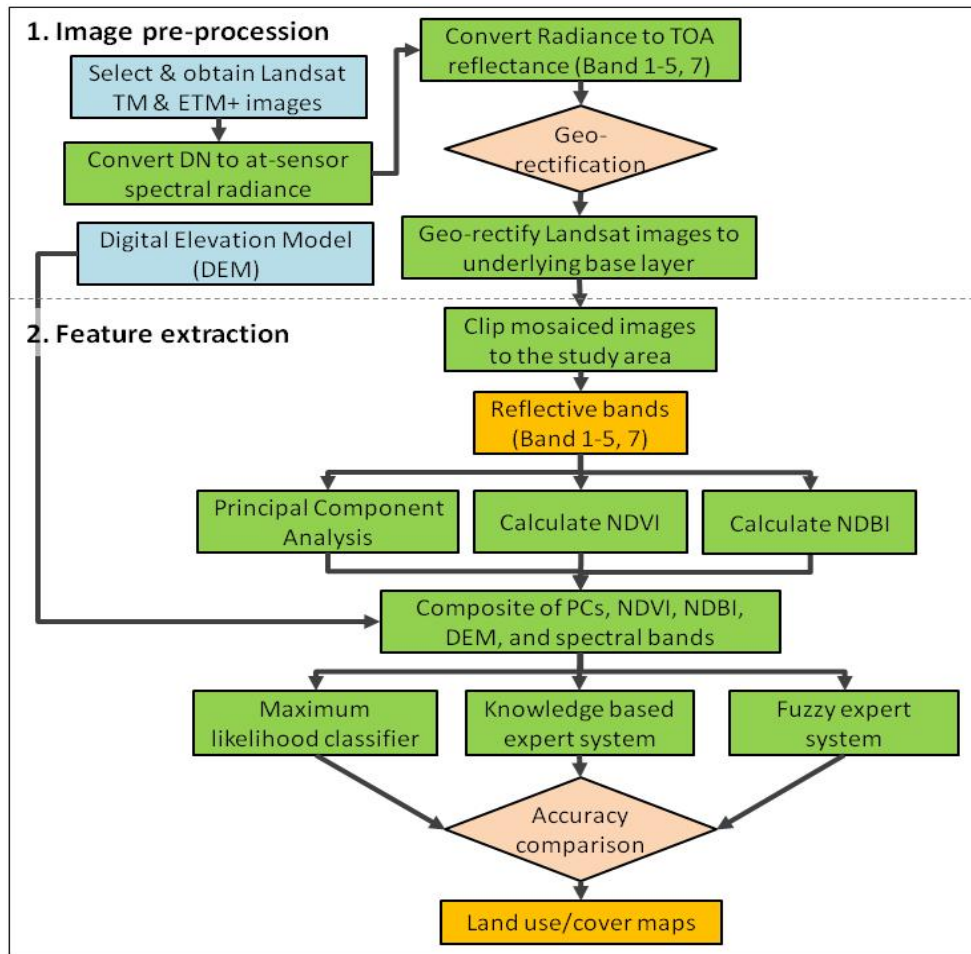 1. Image pre-procession
Select & obtain Landsat
TM & ETM+ images
Convert DN to at-sensor
spectral radiance
Convert Radiance to TOA
reflectance (Band 1-5, 7)
Geo-
rectification
Digital Elevation Model
(DEM)
Geo-rectify Landsat images to
underlying base layer
2. Feature extraction
Clip mosaiced images
to the study area
Reflective bands
(Band 1-5, 7)
Principal Component
Analysis
Calculate NDVI
Calculate NDBI
Composite of PCs, NDVI, NDBI,
DEM, and spectral bands
Maximum
likelihood classifier
Knowledge based
expert system
Fuzzy expert
system
Accuracy
comparison
Land use/cover maps